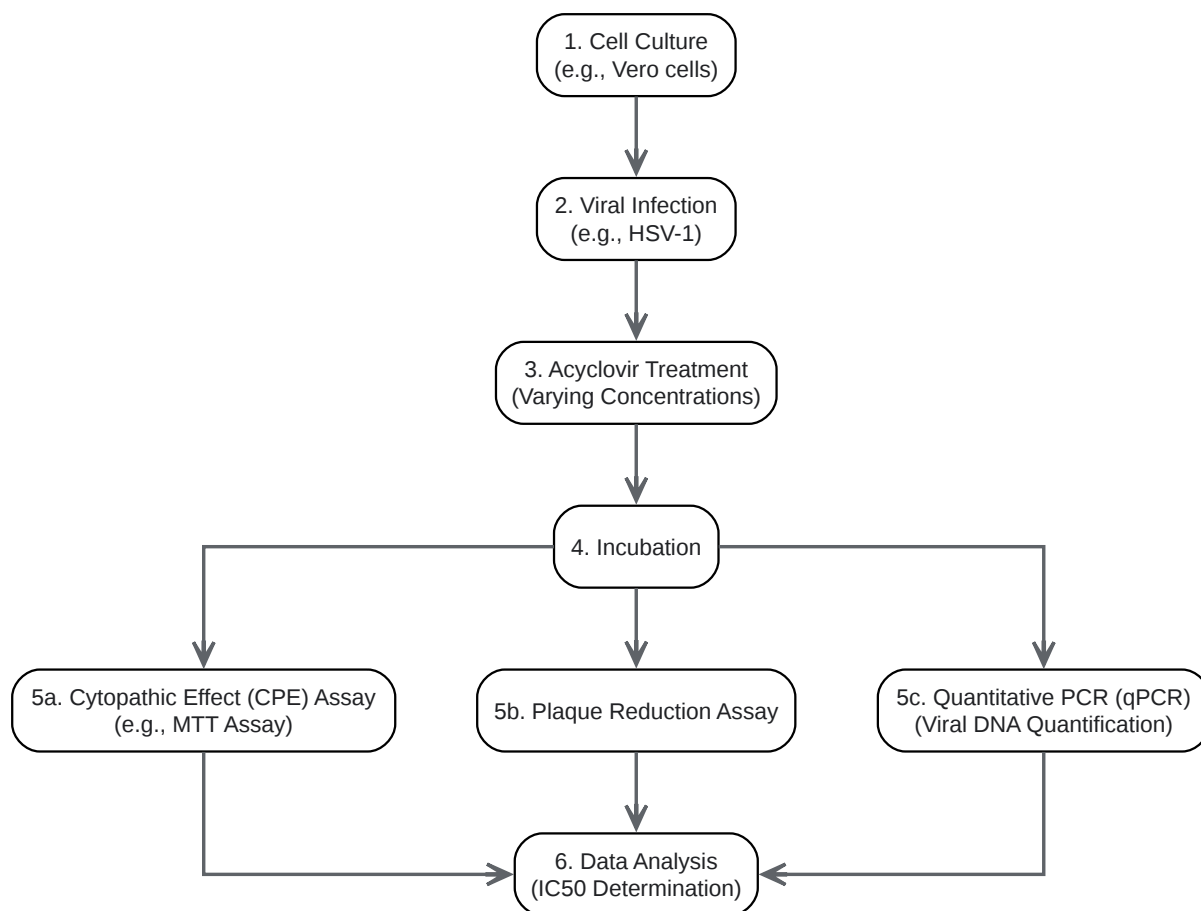 1. Cell Culture
(e.g., Vero cells)
2. Viral Infection
(e.g., HSV-1)
3. Acyclovir Treatment
(Varying Concentrations)
4. Incubation
5a. Cytopathic Effect (CPE) Assay
(e.g., MTT Assay)
5b. Plaque Reduction Assay
5c. Quantitative PCR (qPCR)
(Viral DNA Quantification)
6. Data Analysis
(IC50 Determination)